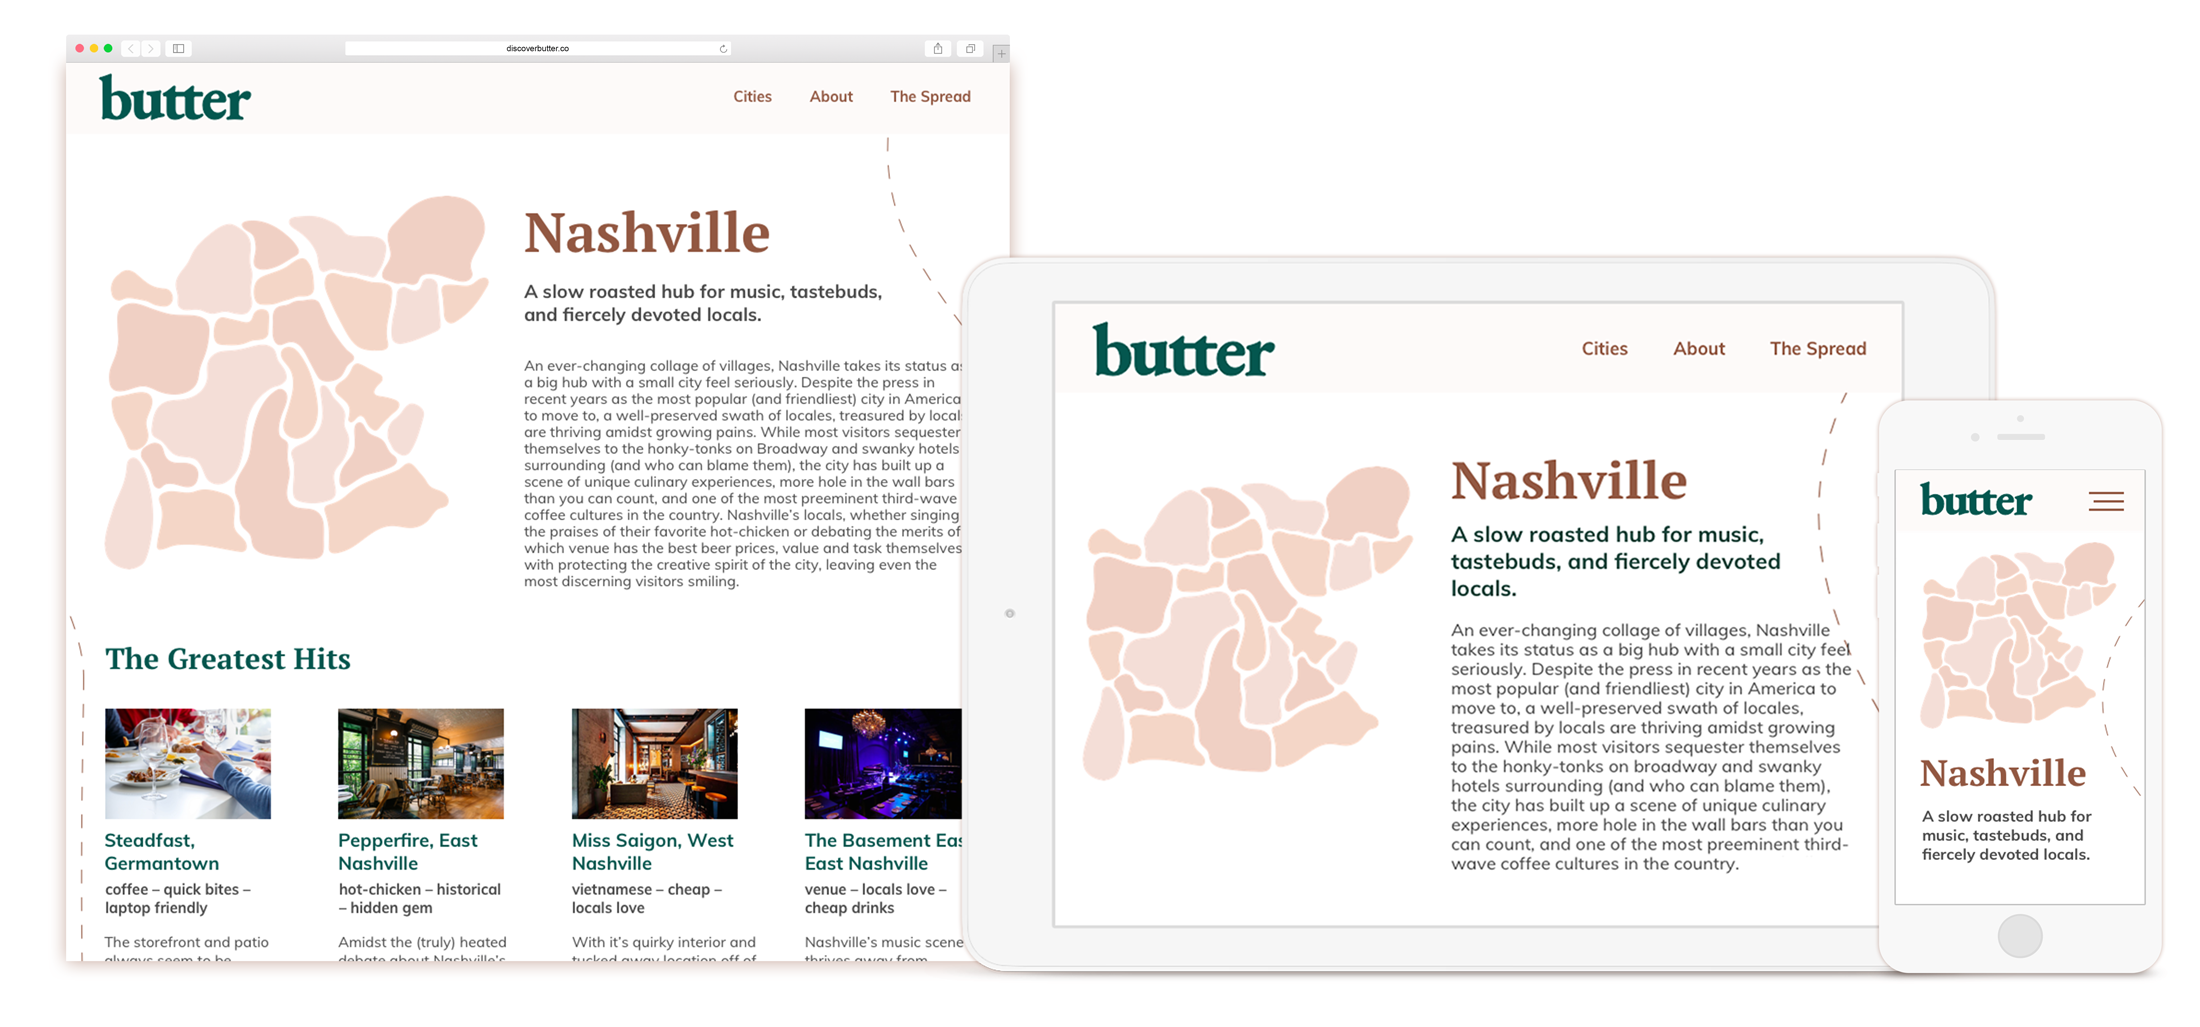 discoverbutter.co
butter
Cities About The Spread
Nashville
A slow roasted hub for music, tastebuds,
and fiercely devoted locals.
An ever-changing collage of villages, Nashville takes its status as
a big hub with a small city feel seriously. Despite the press in
recent years as the most popular (and friendliest) city in America
to move to, a well-preserved swath of locales, treasured by locals
are thriving amidst growing pains. While most visitors sequester
themselves to the honky-tonks on Broadway and swanky hotels
surrounding (and who can blame them), the city has built up a
scene of unique culinary experiences, more hole in the wall bars
than you can count, and one of the most preeminent third-wave
coffee cultures in the country. Nashville's locals, whether singing
the praises of their favorite hot-chicken or debating the merits of
which venue has the best beer prices, value and task themselves
with protecting the creative spirit of the city, leaving even the
most discerning visitors smiling.
The Greatest Hits
Steadfast,
Germantown
coffee – quick bites –
laptop friendly
The storefront and patio
always seem to be
Pepperfire, East
Nashville
hot-chicken – historical
– hidden gem
Amidst the (truly) heated
debate about Nashville's
Miss Saigon, West
Nashville
vietnamese – cheap –
locals love
With it's quirky interior and
tucked away location off of
The Basement Eas
East Nashville
venue – locals love –
cheap drinks
Nashville's music scene
thrives away from
butter
Cities About The Spread
Nashville
A slow roasted hub for music,
tastebuds, and fiercely devoted
locals.
An ever-changing collage of villages, Nashville
takes its status as a big hub with a small city feel
seriously. Despite the press in recent years as the
most popular (and friendliest) city in America to
move to, a well-preserved swath of locales,
treasured by locals are thriving amidst growing
pains. While most visitors sequester themselves
to the honky-tonks on broadway and swanky
hotels surrounding (and who can blame them),
the city has built up a scene of unique culinary
experiences, more hole in the wall bars than you
can count, and one of the most preeminent third-
wave coffee cultures in the country.
butter
Nashville
A slow roasted hub for
music, tastebuds, and
fiercely devoted locals.